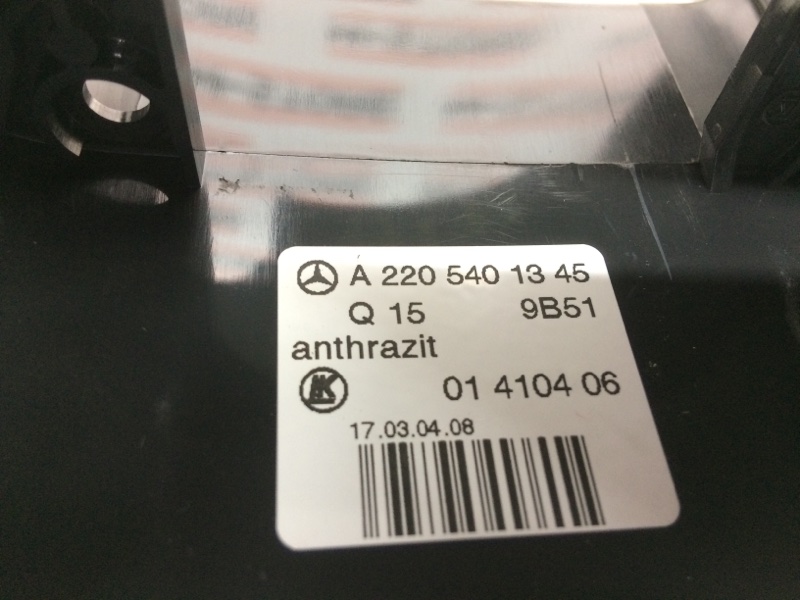 A 220 540 13 45
Q 15 9B51
anthrazit
01 4104 06
17.03.04.08